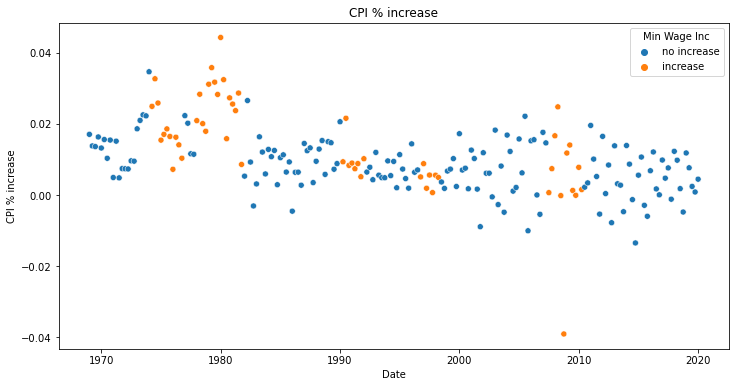 CPI % increase
Min Wage Inc
no increase
increase
0.04
0.02
0.00
−0.02
−0.04
CPI % increase
1970 1980 1990 2000 2010 2020
Date